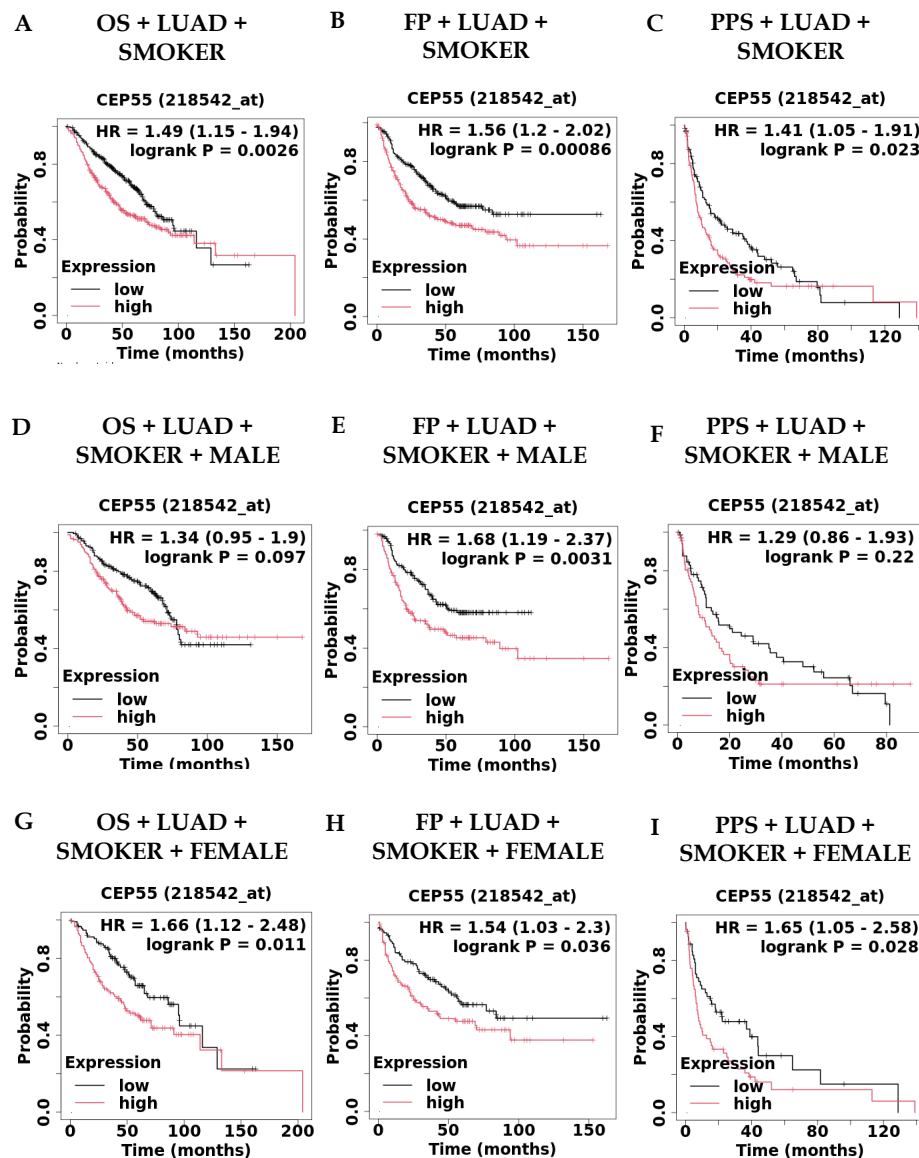 A
OS + LUAD +
SMOKER
CEP55 (218542_at)
HR = 1.49 (1.15 - 1.94)
logrank P = 0.0026
Probability
0.8
0.4
0.0
Expression
low
high
0 50 100 150 200
Time (months)
B
FP + LUAD +
SMOKER
CEP55 (218542_at)
HR = 1.56 (1.2 - 2.02)
logrank P = 0.00086
Probability
0.8
0.4
0.0
Expression
low
high
0 50 100 150
Time (months)
C
PPS + LUAD +
SMOKER
CEP55 (218542_at)
HR = 1.41 (1.05 - 1.91)
logrank P = 0.023
Probability
0.8
0.4
0.0
Expression
low
high
0 40 80 120
Time (months)
D
OS + LUAD +
SMOKER + MALE
CEP55 (218542_at)
HR = 1.34 (0.95 - 1.9)
logrank P = 0.097
Probability
0.8
0.4
0.0
Expression
low
high
0 50 100 150
Time (months)
E
FP + LUAD +
SMOKER + MALE
CEP55 (218542_at)
HR = 1.68 (1.19 - 2.37)
logrank P = 0.0031
Probability
0.8
0.4
0.0
Expression
low
high
0 50 100 150
Time (months)
F
PPS + LUAD +
SMOKER + MALE
CEP55 (218542_at)
HR = 1.29 (0.86 - 1.93)
logrank P = 0.22
Probability
0.8
0.4
0.0
Expression
low
high
0 20 40 60 80
Time (months)
G
OS + LUAD +
SMOKER + FEMALE
CEP55 (218542_at)
HR = 1.66 (1.12 - 2.48)
logrank P = 0.011
Probability
0.8
0.4
0.0
Expression
low
high
0 50 100 150 200
Time (months)
H
FP + LUAD +
SMOKER + FEMALE
CEP55 (218542_at)
HR = 1.54 (1.03 - 2.3)
logrank P = 0.036
Probability
0.8
0.4
0.0
Expression
low
high
0 50 100 150
Time (months)
I
PPS + LUAD +
SMOKER + FEMALE
CEP55 (218542_at)
HR = 1.65 (1.05 - 2.58)
logrank P = 0.028
Probability
0.8
0.4
0.0
Expression
low
high
0 40 80 120
Time (months)